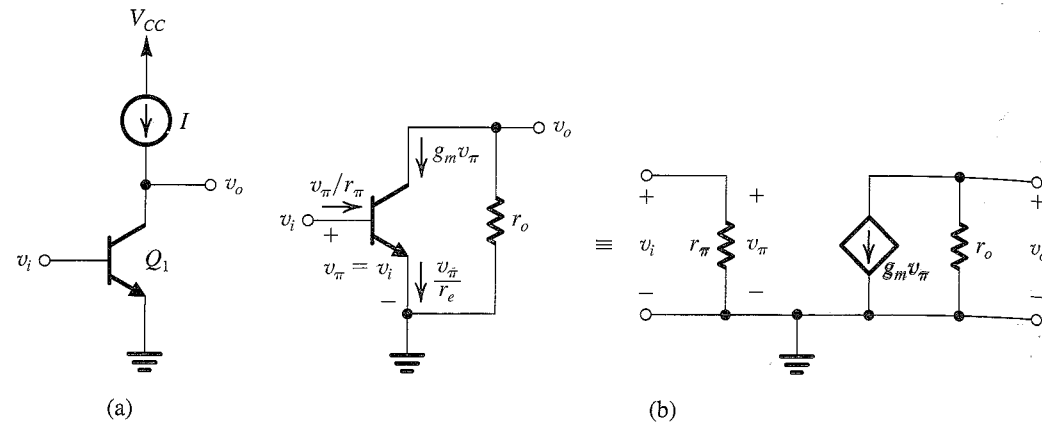 V_CC
I
v_o
v_i
Q_1
(a)
v_o
g_m v_π
v_π/r_π
v_i
+
r_o
v_π = v_i
v_π/r_e
−
≡
+
+
+
v_i
r_π
v_π
g_m v_π
r_o
−
−
−
(b)